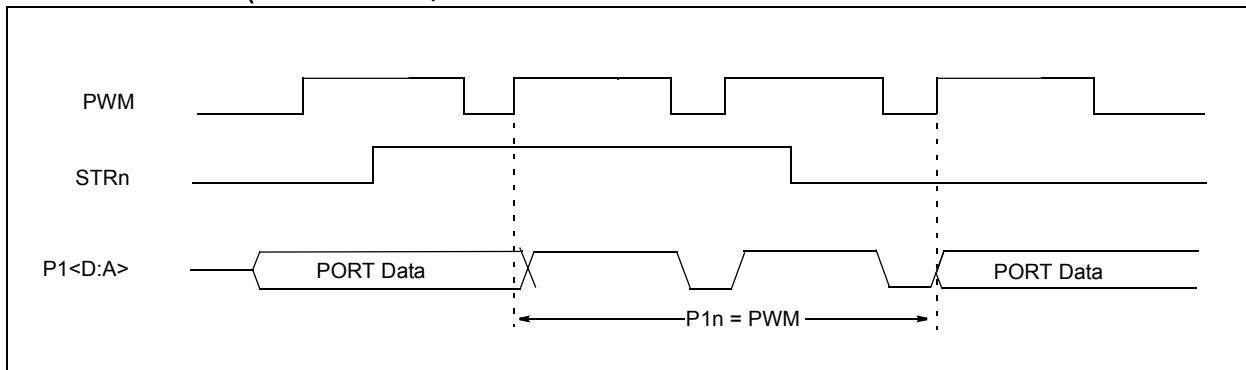 PWM
STRn
P1<D:A>
PORT Data
PORT Data
P1n = PWM